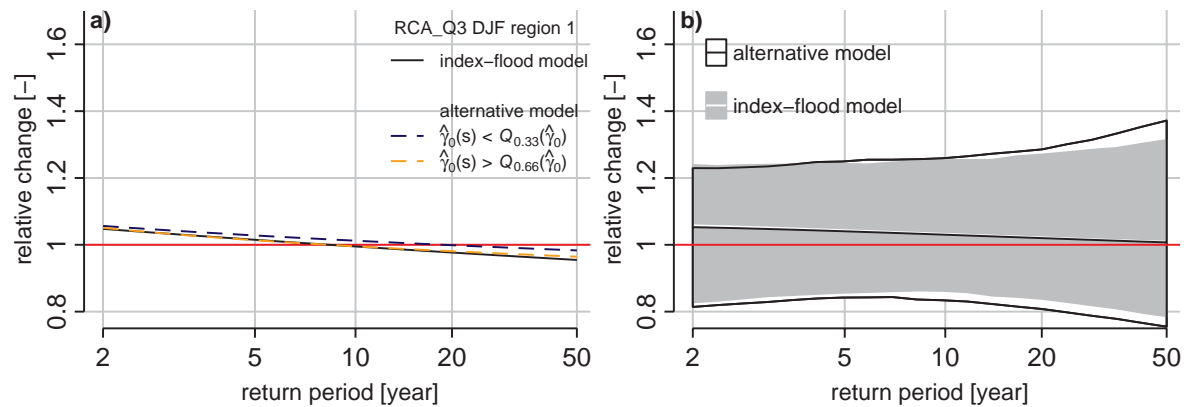 a)
RCA_Q3 DJF region 1
index−flood model
alternative model
γ̂₀(s) < Q₀.₃₃(γ̂₀)
γ̂₀(s) > Q₀.₆₆(γ̂₀)
relative change [−]
1.6
1.4
1.2
1
0.8
2 5 10 20 50
return period [year]
b)
alternative model
index−flood model
relative change [−]
1.6
1.4
1.2
1
0.8
2 5 10 20 50
return period [year]